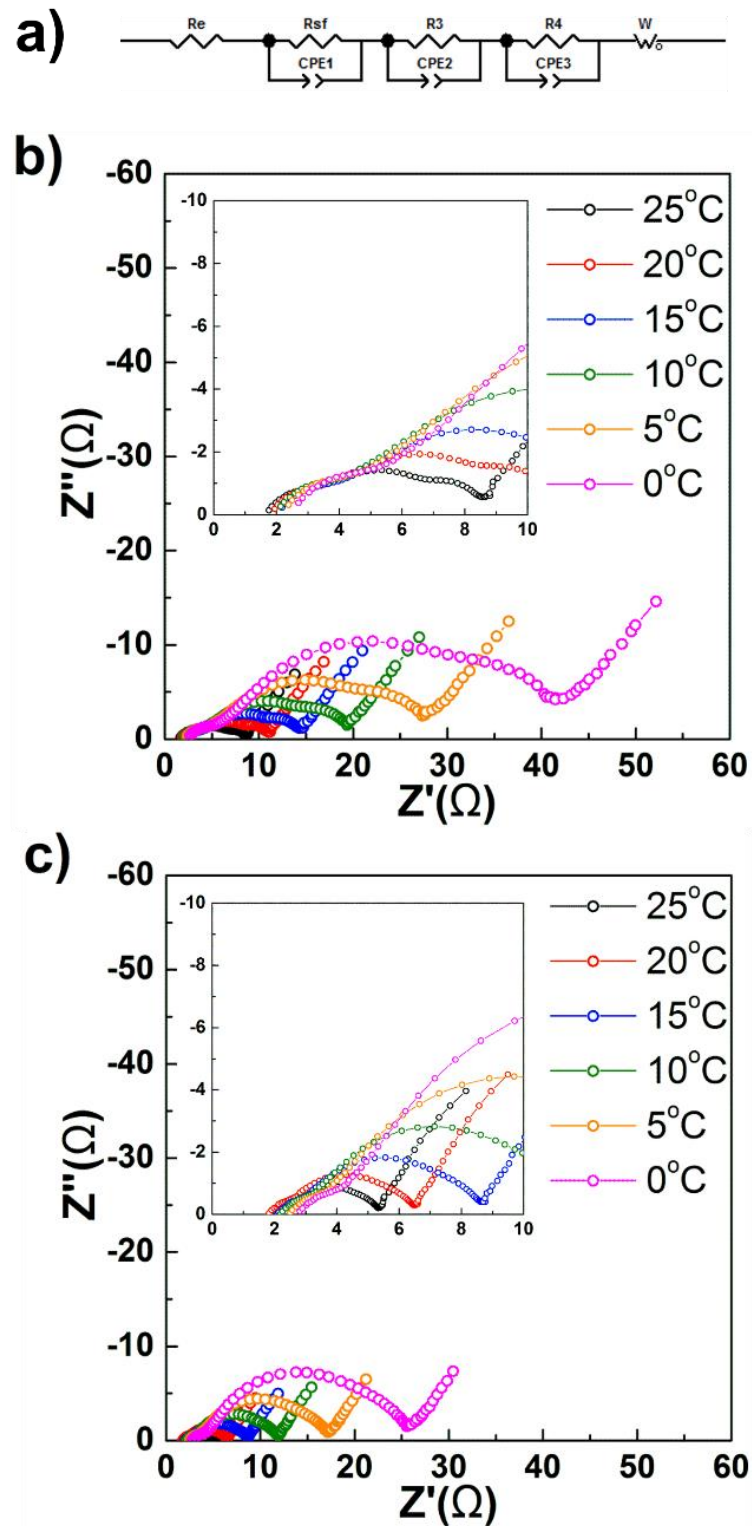 a)
Re Rsf R3 R4 W
CPE1 CPE2 CPE3 o
b)
-60
-50
-40
-30
-20
-10
0
Z''(Ω)
0 10 20 30 40 50 60
Z'(Ω)
-10
-8
-6
-4
-2
0
0 2 4 6 8 10
25°C
20°C
15°C
10°C
5°C
0°C
c)
-60
-50
-40
-30
-20
-10
0
Z''(Ω)
0 10 20 30 40 50 60
Z'(Ω)
-10
-8
-6
-4
-2
0
0 2 4 6 8 10
25°C
20°C
15°C
10°C
5°C
0°C